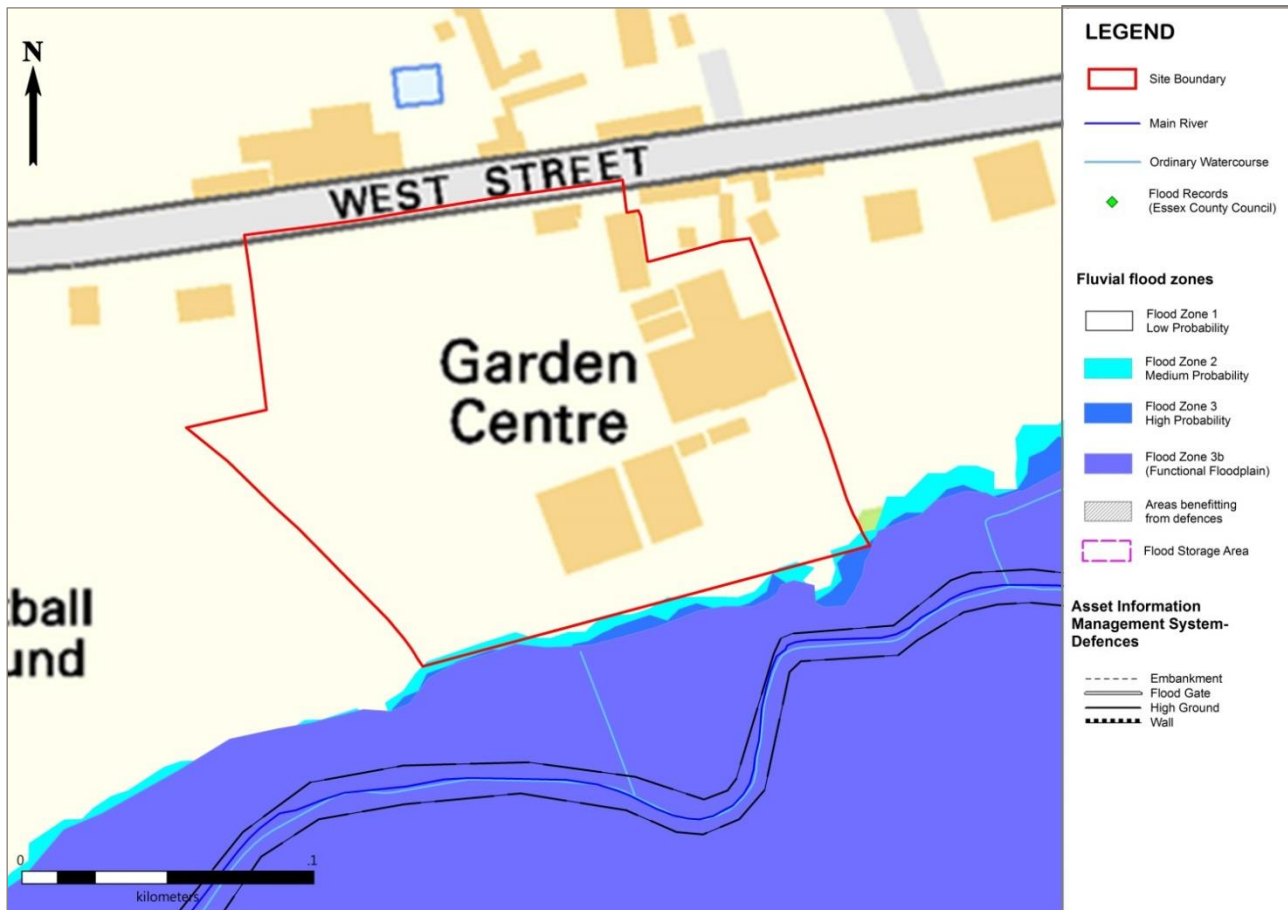 N
WEST STREET
Garden
Centre
tball
und
0 .1
kilometers
LEGEND
Site Boundary
Main River
Ordinary Watercourse
Flood Records
(Essex County Council)
Fluvial flood zones
Flood Zone 1
Low Probability
Flood Zone 2
Medium Probability
Flood Zone 3
High Probability
Flood Zone 3b
(Functional Floodplain)
Areas benefitting
from defences
Flood Storage Area
Asset Information
Management System-
Defences
Embankment
Flood Gate
High Ground
Wall